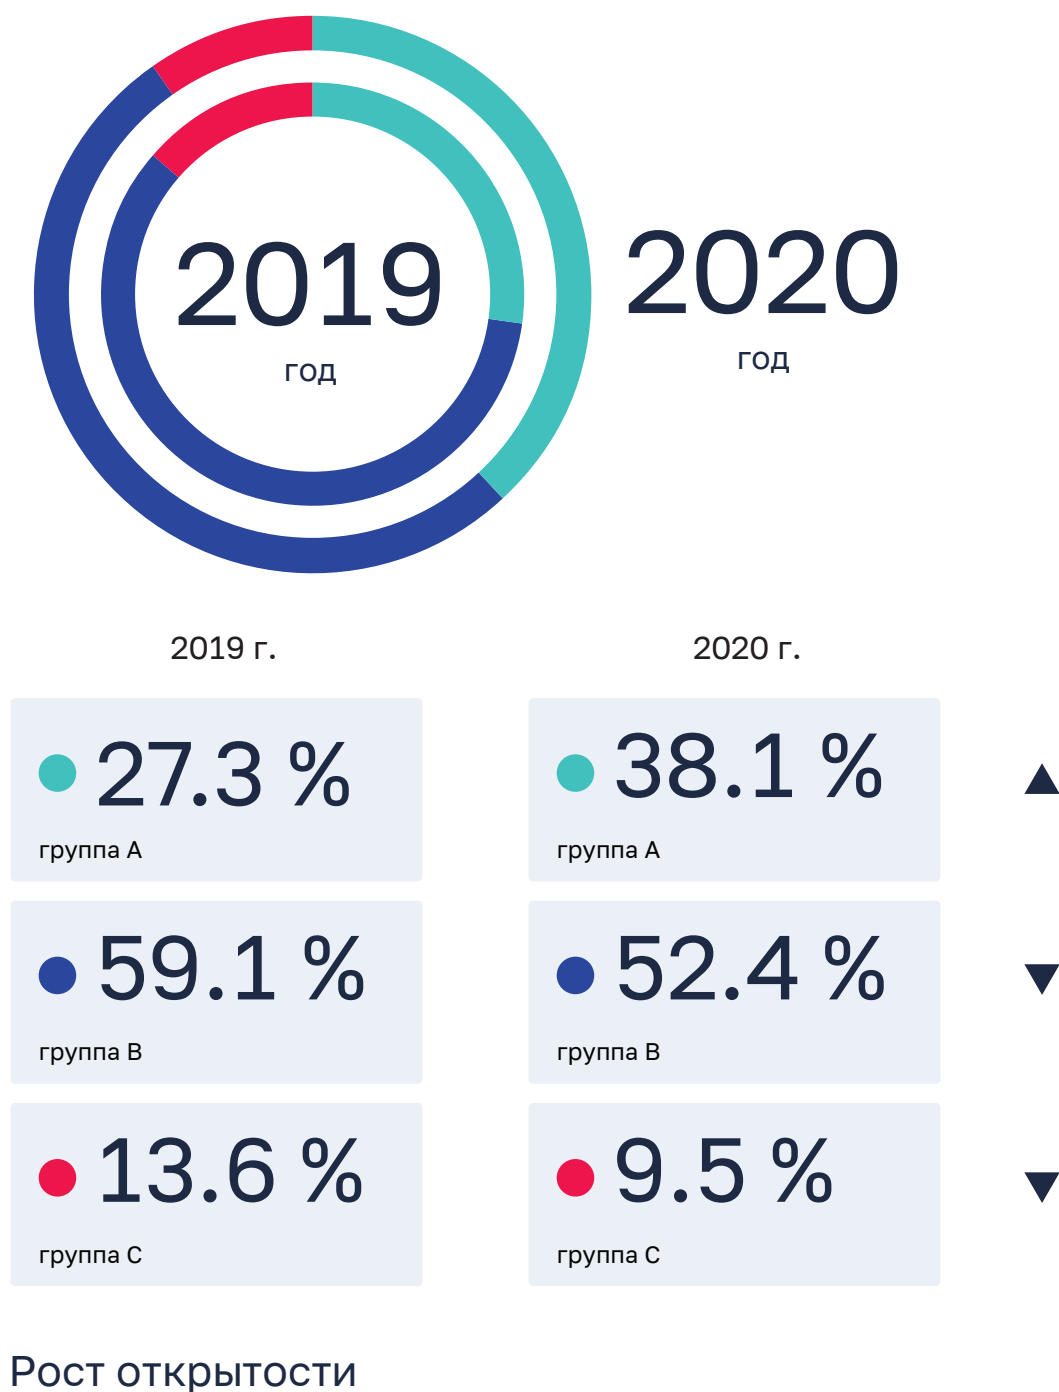 2019
год
2020
год
2019 г.
2020 г.
27.3 %
группа A
38.1 %
группа A
59.1 %
группа B
52.4 %
группа B
13.6 %
группа C
9.5 %
группа C
Рост открытости